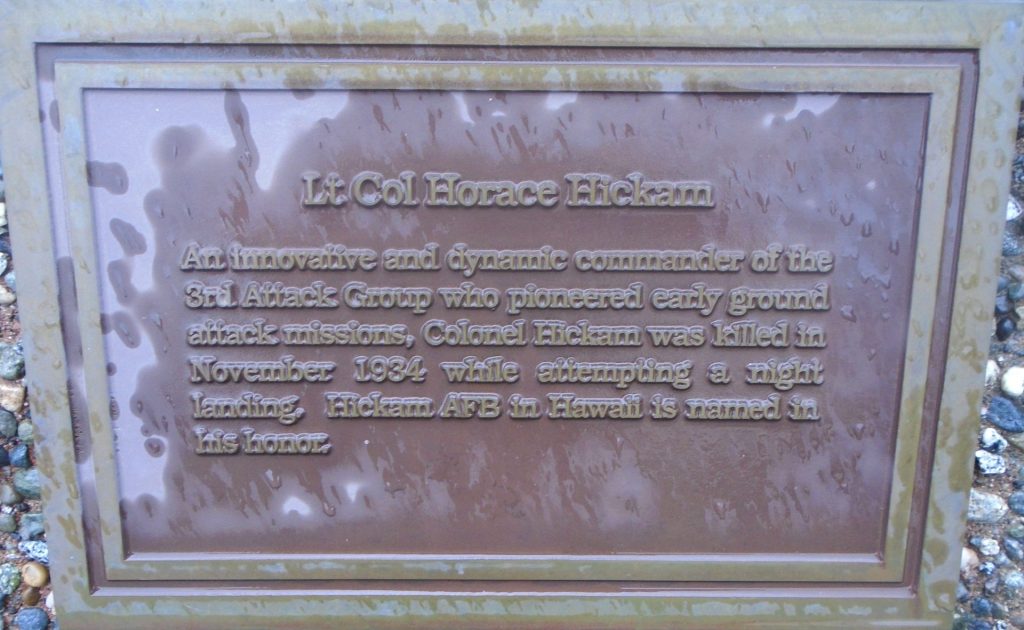 Lt Col Horace Hickam
An innovative and dynamic commander of the
3rd Attack Group who pioneered early ground
attack missions, Colonel Hickam was killed in
November 1934 while attempting a night
landing. Hickam AFB in Hawaii is named in
his honor.